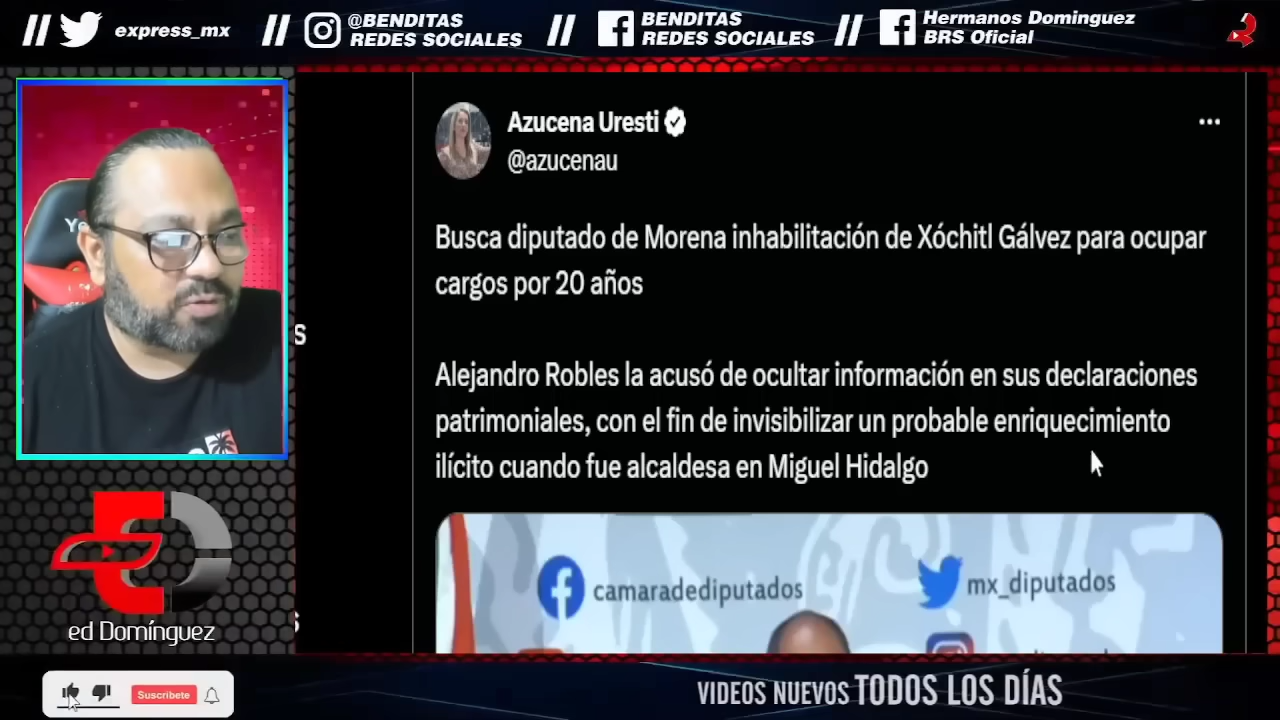 express_mx
@BENDITAS
REDES SOCIALES
BENDITAS
REDES SOCIALES
Hermanos Dominguez
BRS Oficial
Azucena Uresti
@azucenau
Busca diputado de Morena inhabilitación de Xóchitl Gálvez para ocupar
cargos por 20 años
Alejandro Robles la acusó de ocultar información en sus declaraciones
patrimoniales, con el fin de invisibilizar un probable enriquecimiento
ilícito cuando fue alcaldesa en Miguel Hidalgo
camaradediputados
mx_diputados
ed Domínguez
Suscríbete
VIDEOS NUEVOS TODOS LOS DÍAS